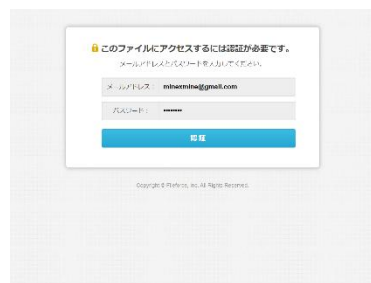 このファイルにアクセスするには認証が必要です。
メールアドレスとパスワードを入力してください。
メールアドレス： minexmine@gmail.com
パスワード： ••••••••
認 証
Copyright © Fileforce, Inc. All Rights Reserved.